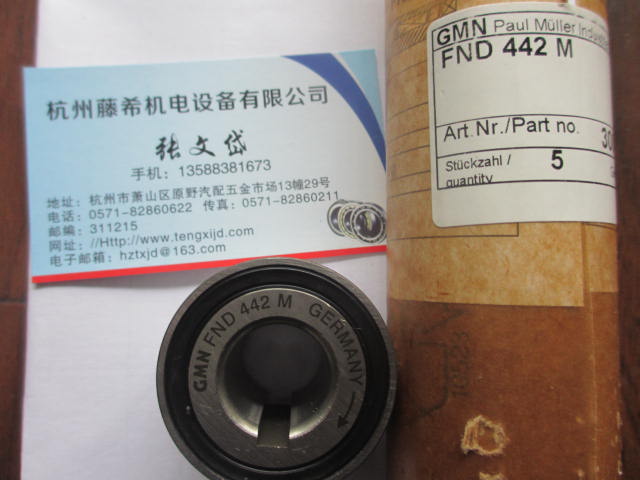 杭州藤希机电设备有限公司
张文岱
手机：13588381673
地址：杭州市萧山区原野汽配五金市场13幢29号
电话：0571-82860622 传真：0571-82860211
邮编：311215
网址：//Http://www.tengxijd.com
电子邮箱：hztxjd@163.com
GMN Paul Müller
FND 442 M
Art.Nr./Part no. 30
Stückzahl / 5
quantity
GMN FND 442 M GERMANY